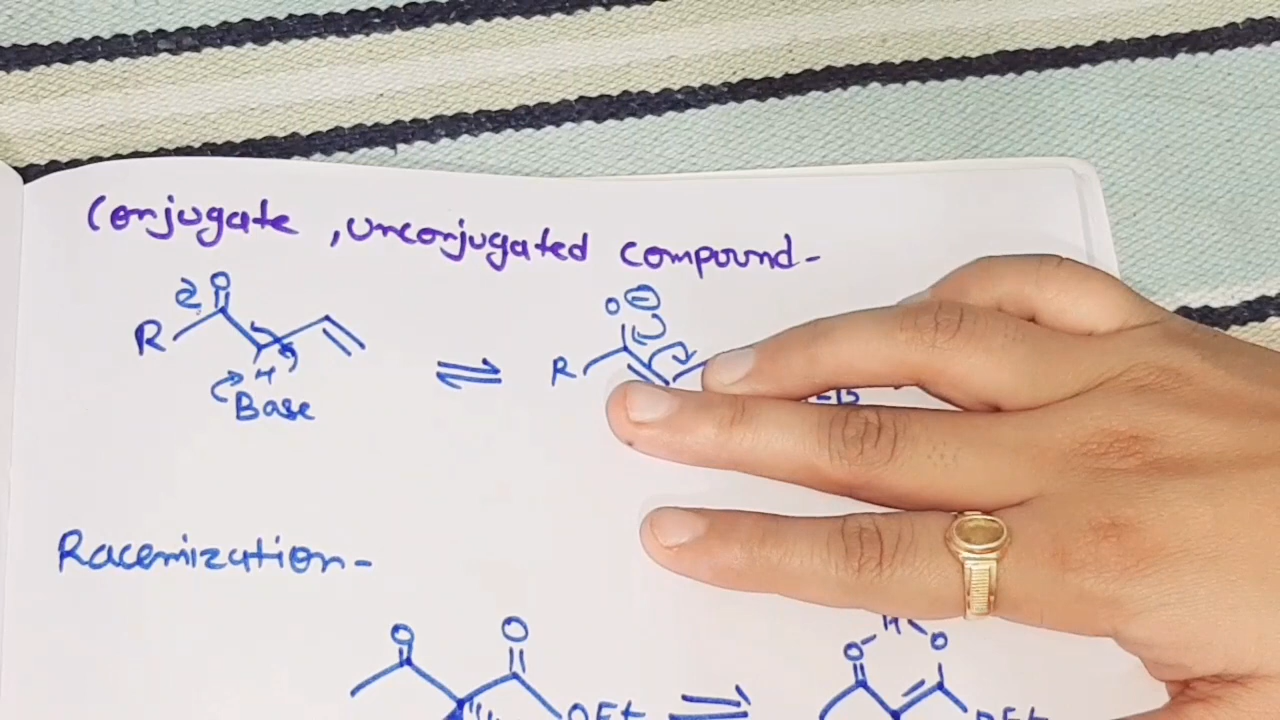 Conjugate, unconjugated compound-
O
O ⊖
R
H
R
Base
Racemization-
O
O
H
O
O
OEt
OEt